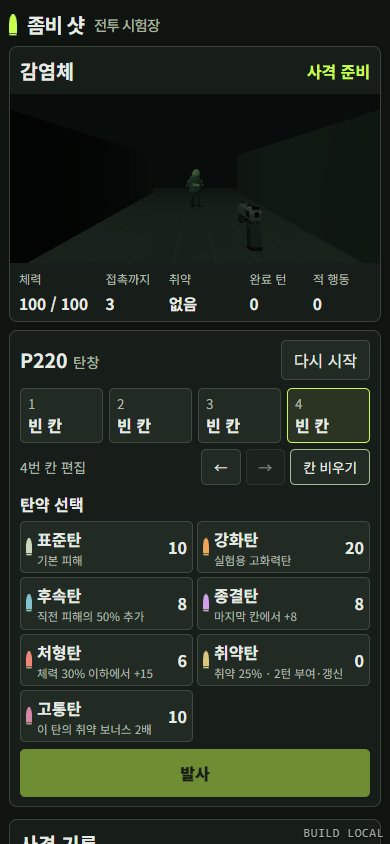 좀비 샷 전투 시험장
감염체 사격 준비
체력 접촉까지 취약 완료 턴 적 행동
100 / 100 3 없음 0 0
P220 탄창 다시 시작
1 2 3 4
빈 칸 빈 칸 빈 칸 빈 칸
4번 칸 편집 ← → 칸 비우기
탄약 선택
표준탄 10
기본 피해
강화탄 20
실험용 고화력탄
후속탄 8
직전 피해의 50% 추가
종결탄 8
마지막 칸에서 +8
처형탄 6
체력 30% 이하에서 +15
취약탄 0
취약 25% · 2턴 부여·갱신
고통탄 10
이 탄의 취약 보너스 2배
발사
사격 기록
BUILD LOCAL